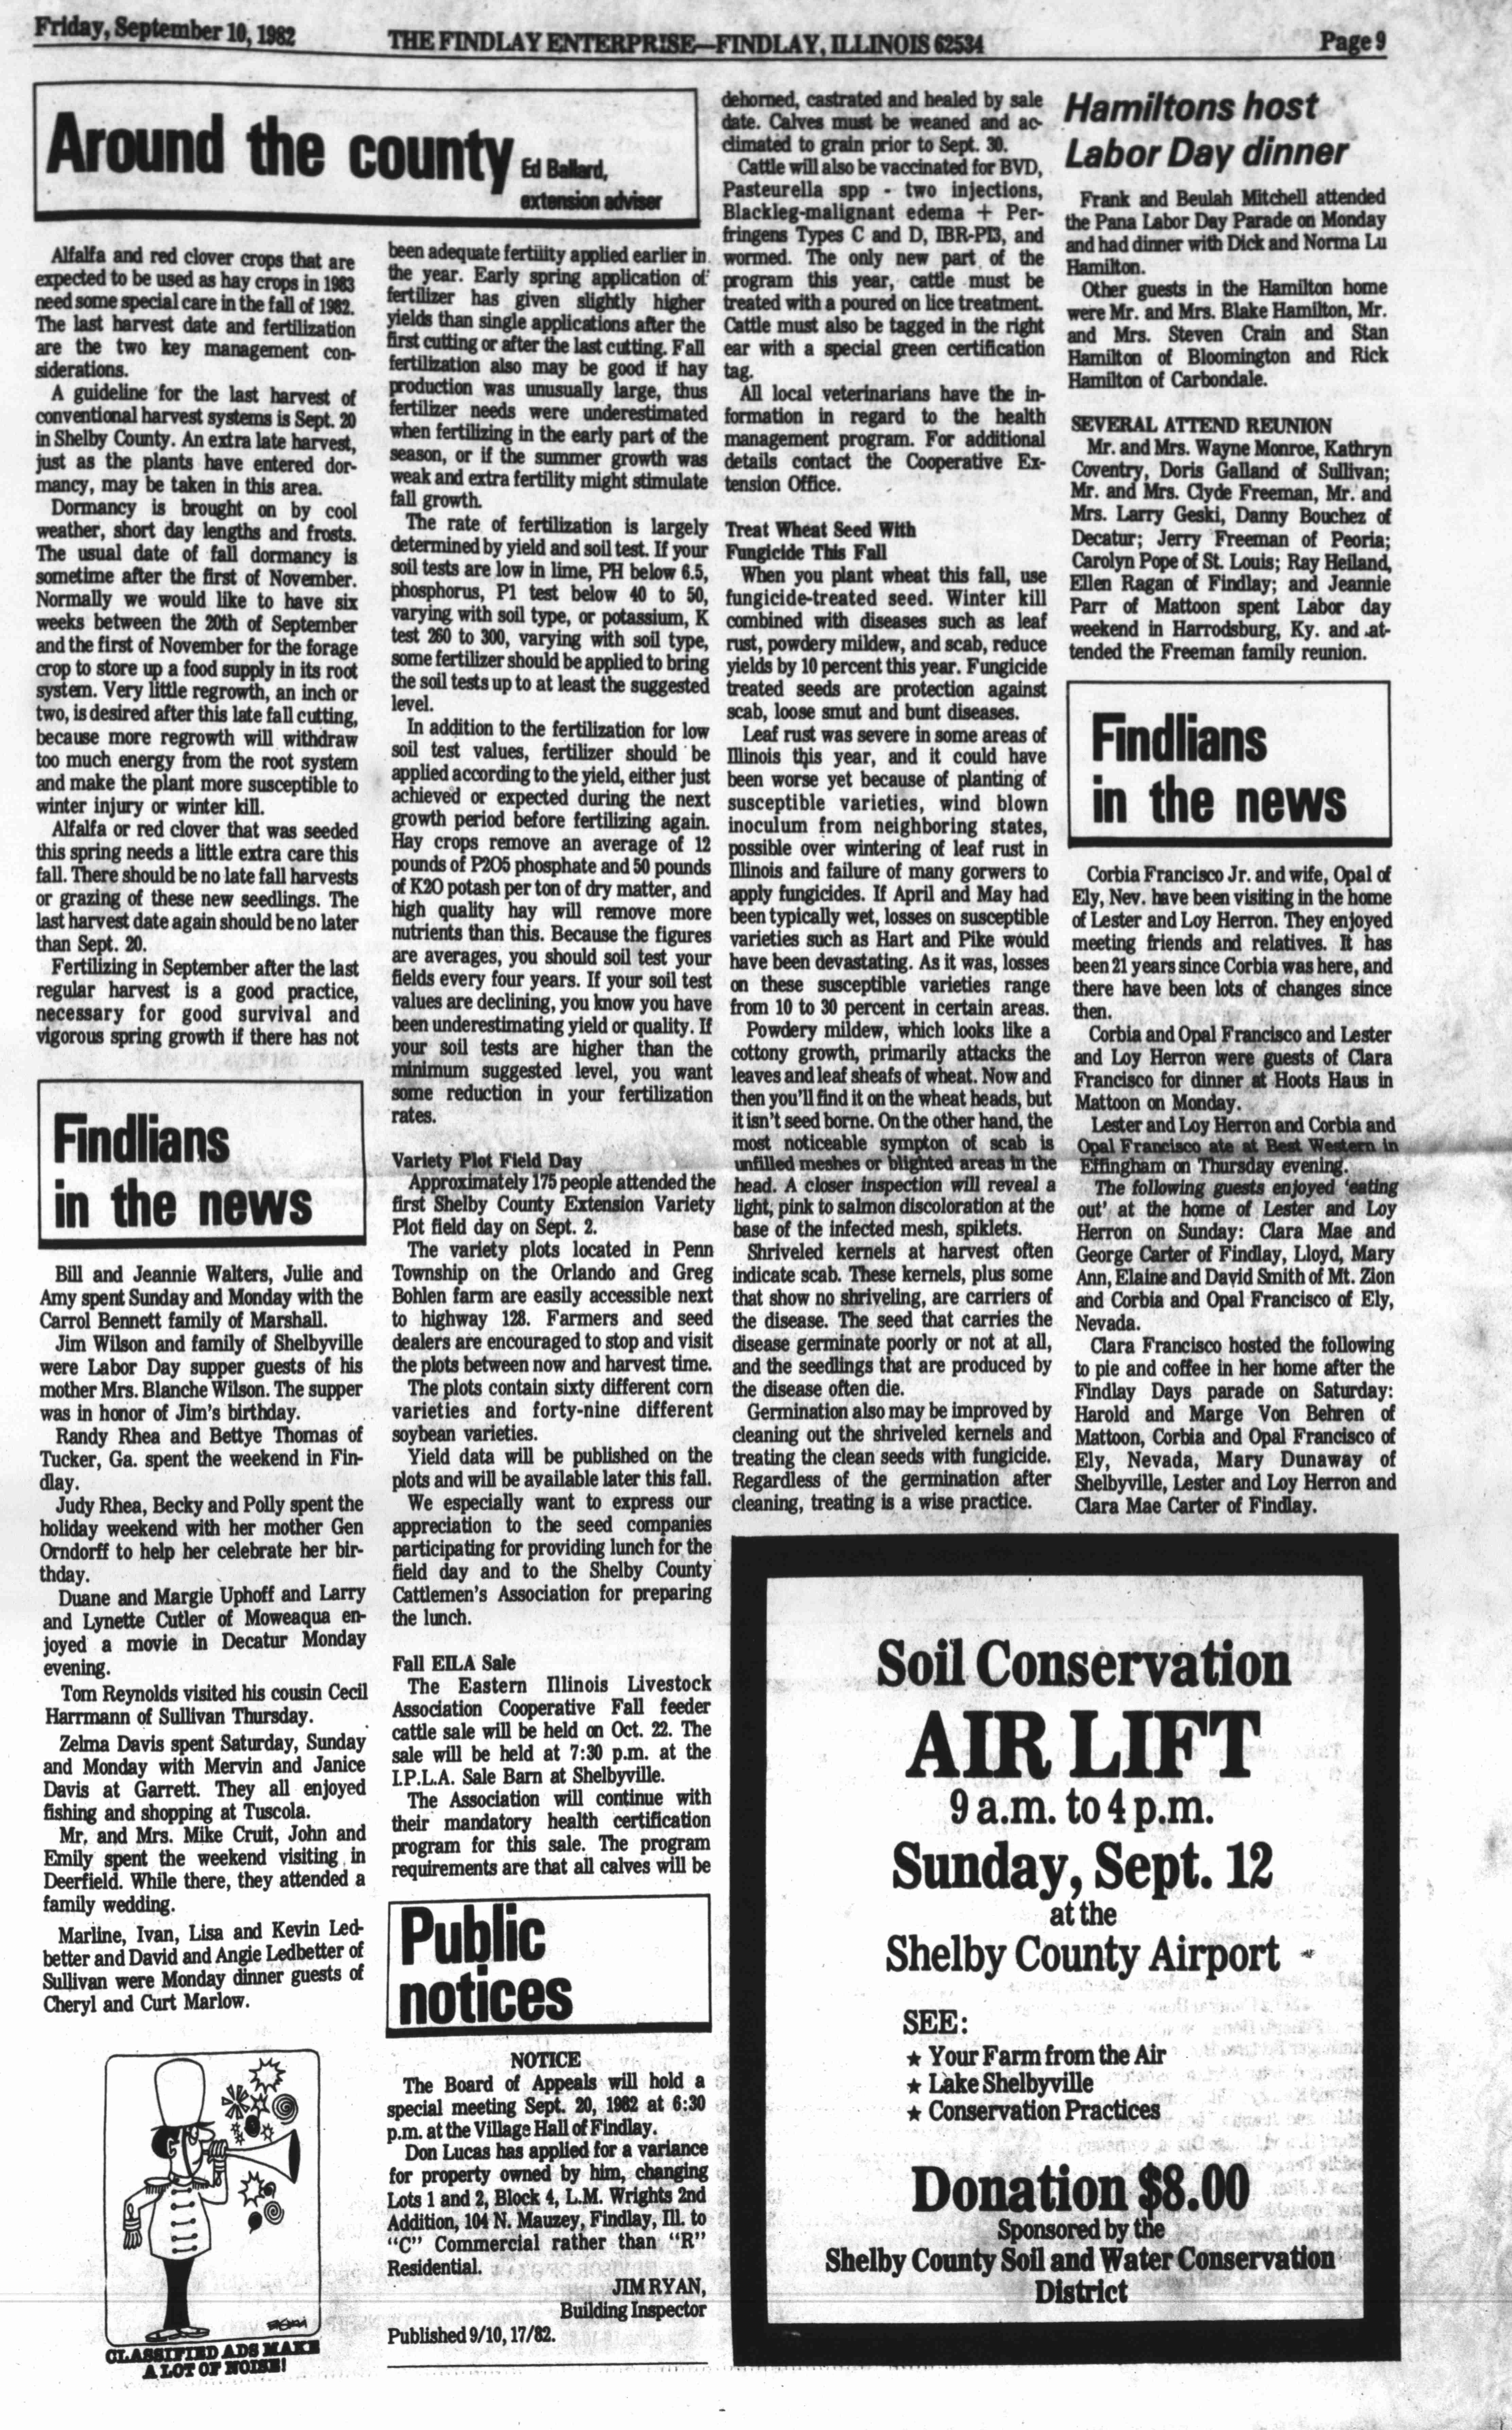 Friday, September 10, 1982
THE FINDLAY ENTERPRISE—FINDLAY, ILLINOIS 62534
Page 9
Around the county
Ed Ballard,
extension adviser
Alfalfa and red clover crops that are
expected to be used as hay crops in 1983
need some special care in the fall of 1982.
The last harvest date and fertilization
are the two key management con-
siderations.
A guideline for the last harvest of
conventional harvest systems is Sept. 20
in Shelby County. An extra late harvest,
just as the plants have entered dor-
mancy, may be taken in this area.
Dormancy is brought on by cool
weather, short day lengths and frosts.
The usual date of fall dormancy is
sometime after the first of November.
Normally we would like to have six
weeks between the 20th of September
and the first of November for the forage
crop to store up a food supply in its root
system. Very little regrowth, an inch or
two, is desired after this late fall cutting,
because more regrowth will withdraw
too much energy from the root system
and make the plant more susceptible to
winter injury or winter kill.
Alfalfa or red clover that was seeded
this spring needs a little extra care this
fall. There should be no late fall harvests
or grazing of these new seedlings. The
last harvest date again should be no later
than Sept. 20.
Fertilizing in September after the last
regular harvest is a good practice,
necessary for good survival and
vigorous spring growth if there has not
been adequate fertility applied earlier in
the year. Early spring application of
fertilizer has given slightly higher
yields than single applications after the
first cutting or after the last cutting. Fall
fertilization also may be good if hay
production was unusually large, thus
fertilizer needs were underestimated
when fertilizing in the early part of the
season, or if the summer growth was
weak and extra fertility might stimulate
fall growth.
The rate of fertilization is largely
determined by yield and soil test. If your
soil tests are low in lime, PH below 6.5,
phosphorus, P1 test below 40 to 50,
varying with soil type, or potassium, K
test 260 to 300, varying with soil type,
some fertilizer should be applied to bring
the soil tests up to at least the suggested
level.
In addition to the fertilization for low
soil test values, fertilizer should be
applied according to the yield, either just
achieved or expected during the next
growth period before fertilizing again.
Hay crops remove an average of 12
pounds of P2O5 phosphate and 50 pounds
of K2O potash per ton of dry matter, and
high quality hay will remove more
nutrients than this. Because the figures
are averages, you should soil test your
fields every four years. If your soil test
values are declining, you know you have
been underestimating yield or quality. If
your soil tests are higher than the
minimum suggested level, you want
some reduction in your fertilization
rates.
Variety Plot Field Day
Approximately 175 people attended the
first Shelby County Extension Variety
Plot field day on Sept. 2.
The variety plots located in Penn
Township on the Orlando and Greg
Bohlen farm are easily accessible next
to highway 128. Farmers and seed
dealers are encouraged to stop and visit
the plots between now and harvest time.
The plots contain sixty different corn
varieties and forty-nine different
soybean varieties.
Yield data will be published on the
plots and will be available later this fall.
We especially want to express our
appreciation to the seed companies
participating for providing lunch for the
field day and to the Shelby County
Cattlemen's Association for preparing
the lunch.
Fall EILA Sale
The Eastern Illinois Livestock
Association Cooperative Fall feeder
cattle sale will be held on Oct. 22. The
sale will be held at 7:30 p.m. at the
I.P.L.A. Sale Barn at Shelbyville.
The Association will continue with
their mandatory health certification
program for this sale. The program
requirements are that all calves will be
dehorned, castrated and healed by sale
date. Calves must be weaned and ac-
climated to grain prior to Sept. 30.
Cattle will also be vaccinated for BVD,
Pasteurella spp - two injections,
Blackleg-malignant edema + Per-
fringens Types C and D, IBR-PI3, and
wormed. The only new part of the
program this year, cattle must be
treated with a poured on lice treatment.
Cattle must also be tagged in the right
ear with a special green certification
tag.
All local veterinarians have the in-
formation in regard to the health
management program. For additional
details contact the Cooperative Ex-
tension Office.
Treat Wheat Seed With
Fungicide This Fall
When you plant wheat this fall, use
fungicide-treated seed. Winter kill
combined with diseases such as leaf
rust, powdery mildew, and scab, reduce
yields by 10 percent this year. Fungicide
treated seeds are protection against
scab, loose smut and bunt diseases.
Leaf rust was severe in some areas of
Illinois this year, and it could have
been worse yet because of planting of
susceptible varieties, wind blown
inoculum from neighboring states,
possible over wintering of leaf rust in
Illinois and failure of many gorwers to
apply fungicides. If April and May had
been typically wet, losses on susceptible
varieties such as Hart and Pike would
have been devastating. As it was, losses
on these susceptible varieties range
from 10 to 30 percent in certain areas.
Powdery mildew, which looks like a
cottony growth, primarily attacks the
leaves and leaf sheafs of wheat. Now and
then you'll find it on the wheat heads, but
it isn't seed borne. On the other hand, the
most noticeable sympton of scab is
unfilled meshes or blighted areas in the
head. A closer inspection will reveal a
light, pink to salmon discoloration at the
base of the infected mesh, spiklets.
Shriveled kernels at harvest often
indicate scab. These kernels, plus some
that show no shriveling, are carriers of
the disease. The seed that carries the
disease germinate poorly or not at all,
and the seedlings that are produced by
the disease often die.
Germination also may be improved by
cleaning out the shriveled kernels and
treating the clean seeds with fungicide.
Regardless of the germination after
cleaning, treating is a wise practice.
Hamiltons host
Labor Day dinner
Frank and Beulah Mitchell attended
the Pana Labor Day Parade on Monday
and had dinner with Dick and Norma Lu
Hamilton.
Other guests in the Hamilton home
were Mr. and Mrs. Blake Hamilton, Mr.
and Mrs. Steven Crain and Stan
Hamilton of Bloomington and Rick
Hamilton of Carbondale.
SEVERAL ATTEND REUNION
Mr. and Mrs. Wayne Monroe, Kathryn
Coventry, Doris Galland of Sullivan;
Mr. and Mrs. Clyde Freeman, Mr. and
Mrs. Larry Geski, Danny Bouchez of
Decatur; Jerry Freeman of Peoria;
Carolyn Pope of St. Louis; Ray Heiland,
Ellen Ragan of Findlay; and Jeannie
Parr of Mattoon spent Labor day
weekend in Harrodsburg, Ky. and at-
tended the Freeman family reunion.
Findlians
in the news
Corbia Francisco Jr. and wife, Opal of
Ely, Nev. have been visiting in the home
of Lester and Loy Herron. They enjoyed
meeting friends and relatives. It has
been 21 years since Corbia was here, and
there have been lots of changes since
then.
Corbia and Opal Francisco and Lester
and Loy Herron were guests of Clara
Francisco for dinner at Hoots Haus in
Mattoon on Monday.
Lester and Loy Herron and Corbia and
Opal Francisco ate at Best Western in
Effingham on Thursday evening.
The following guests enjoyed 'eating
out' at the home of Lester and Loy
Herron on Sunday: Clara Mae and
George Carter of Findlay, Lloyd, Mary
Ann, Elaine and David Smith of Mt. Zion
and Corbia and Opal Francisco of Ely,
Nevada.
Clara Francisco hosted the following
to pie and coffee in her home after the
Findlay Days parade on Saturday:
Harold and Marge Von Behren of
Mattoon, Corbia and Opal Francisco of
Ely, Nevada, Mary Dunaway of
Shelbyville, Lester and Loy Herron and
Clara Mae Carter of Findlay.
Findlians
in the news
Bill and Jeannie Walters, Julie and
Amy spent Sunday and Monday with the
Carrol Bennett family of Marshall.
Jim Wilson and family of Shelbyville
were Labor Day supper guests of his
mother Mrs. Blanche Wilson. The supper
was in honor of Jim's birthday.
Randy Rhea and Bettye Thomas of
Tucker, Ga. spent the weekend in Fin-
dlay.
Judy Rhea, Becky and Polly spent the
holiday weekend with her mother Gen
Orndorff to help her celebrate her bir-
thday.
Duane and Margie Uphoff and Larry
and Lynette Cutler of Moweaqua en-
joyed a movie in Decatur Monday
evening.
Tom Reynolds visited his cousin Cecil
Harrmann of Sullivan Thursday.
Zelma Davis spent Saturday, Sunday
and Monday with Mervin and Janice
Davis at Garrett. They all enjoyed
fishing and shopping at Tuscola.
Mr. and Mrs. Mike Cruit, John and
Emily spent the weekend visiting in
Deerfield. While there, they attended a
family wedding.
Marline, Ivan, Lisa and Kevin Led-
better and David and Angie Ledbetter of
Sullivan were Monday dinner guests of
Cheryl and Curt Marlow.
CLASSIFIED ADS MAKE
A LOT OF NOISE!
Public
notices
NOTICE
The Board of Appeals will hold a
special meeting Sept. 20, 1982 at 6:30
p.m. at the Village Hall of Findlay.
Don Lucas has applied for a variance
for property owned by him, changing
Lots 1 and 2, Block 4, L.M. Wrights 2nd
Addition, 104 N. Mauzey, Findlay, Ill. to
"C" Commercial rather than "R"
Residential.
JIM RYAN,
Building Inspector
Published 9/10, 17/82.
Soil Conservation
AIR LIFT
9 a.m. to 4 p.m.
Sunday, Sept. 12
at the
Shelby County Airport
SEE:
★ Your Farm from the Air
★ Lake Shelbyville
★ Conservation Practices
Donation $8.00
Sponsored by the
Shelby County Soil and Water Conservation
District